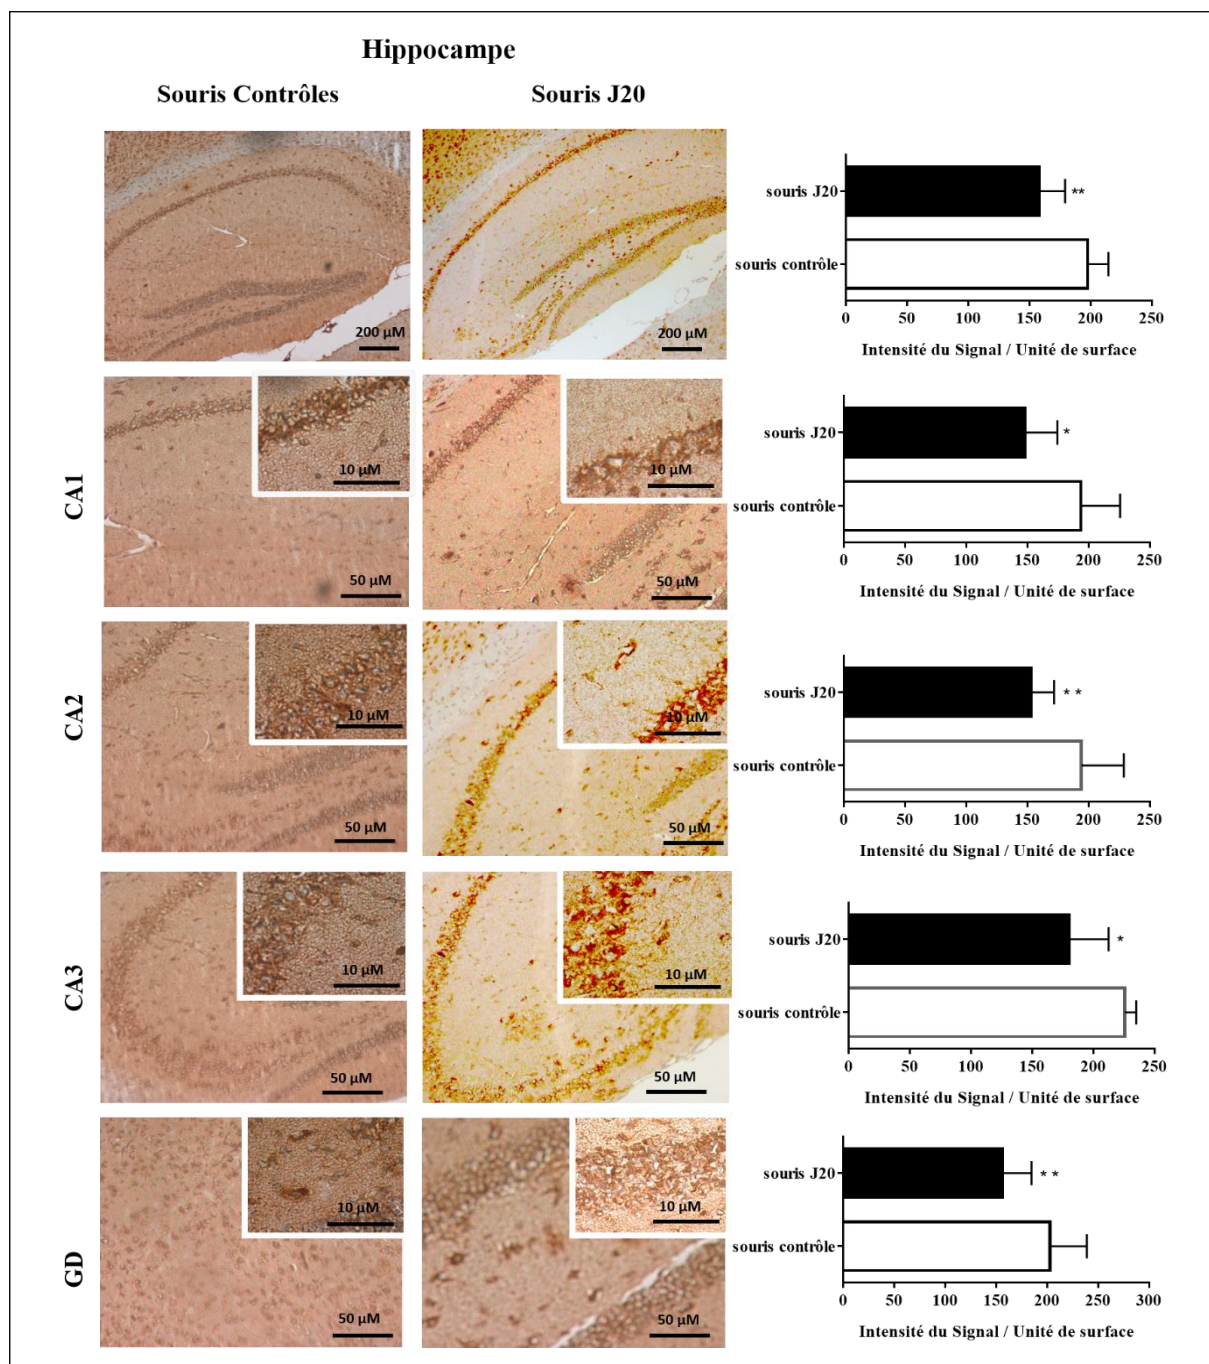 Hippocampe
Souris Contrôles
Souris J20
200 µM
200 µM
souris J20
**
souris contrôle
0 50 100 150 200 250
Intensité du Signal / Unité de surface
CA1
10 µM
50 µM
10 µM
50 µM
souris J20
*
souris contrôle
0 50 100 150 200 250
Intensité du Signal / Unité de surface
CA2
10 µM
50 µM
10 µM
50 µM
souris J20
* *
souris contrôle
0 50 100 150 200 250
Intensité du Signal / Unité de surface
CA3
10 µM
50 µM
10 µM
50 µM
souris J20
*
souris contrôle
0 50 100 150 200 250
Intensité du Signal / Unité de surface
GD
10 µM
50 µM
10 µM
50 µM
souris J20
* *
souris contrôle
0 50 100 150 200 250 300
Intensité du Signal / Unité de surface